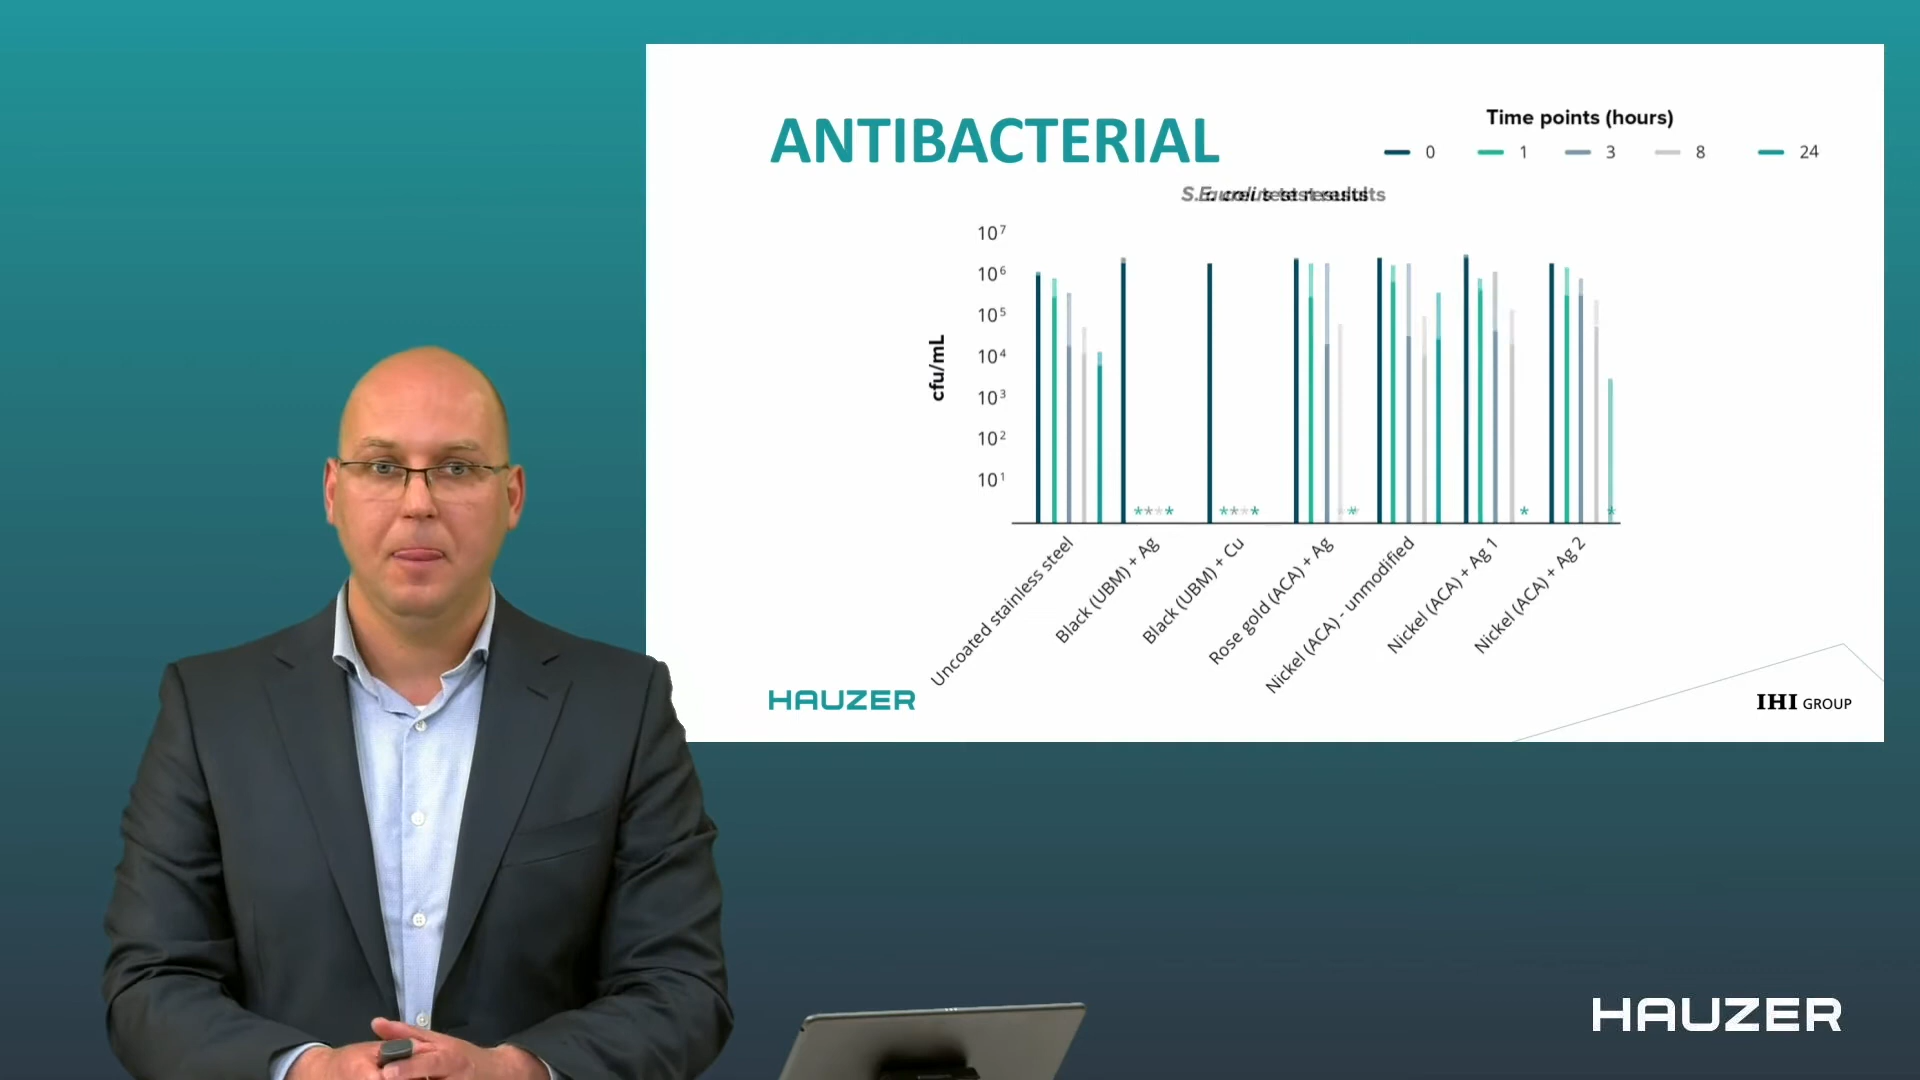 ANTIBACTERIAL
Time points (hours)
0 1 3 8 24
10⁷
10⁶
10⁵
10⁴
10³
10²
10¹
cfu/mL
****
****
**
*
*
Uncoated stainless steel
Black (UBM) + Ag
Black (UBM) + Cu
Rose gold (ACA) + Ag
Nickel (ACA) - unmodified
Nickel (ACA) + Ag 1
Nickel (ACA) + Ag 2
HAUZER
IHI GROUP
HAUZER